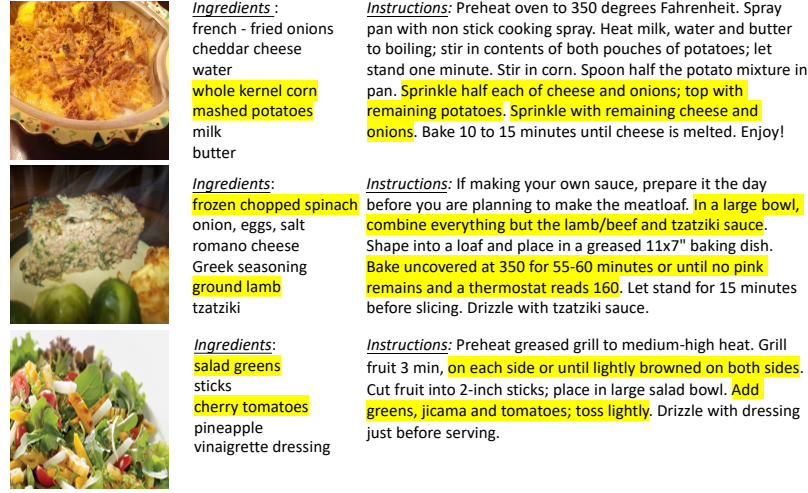 Ingredients :
french - fried onions
cheddar cheese
water
whole kernel corn
mashed potatoes
milk
butter
Instructions: Preheat oven to 350 degrees Fahrenheit. Spray
pan with non stick cooking spray. Heat milk, water and butter
to boiling; stir in contents of both pouches of potatoes; let
stand one minute. Stir in corn. Spoon half the potato mixture in
pan. Sprinkle half each of cheese and onions; top with
remaining potatoes. Sprinkle with remaining cheese and
onions. Bake 10 to 15 minutes until cheese is melted. Enjoy!
Ingredients:
frozen chopped spinach
onion, eggs, salt
romano cheese
Greek seasoning
ground lamb
tzatziki
Instructions: If making your own sauce, prepare it the day
before you are planning to make the meatloaf. In a large bowl,
combine everything but the lamb/beef and tzatziki sauce.
Shape into a loaf and place in a greased 11x7" baking dish.
Bake uncovered at 350 for 55-60 minutes or until no pink
remains and a thermostat reads 160. Let stand for 15 minutes
before slicing. Drizzle with tzatziki sauce.
Ingredients:
salad greens
sticks
cherry tomatoes
pineapple
vinaigrette dressing
Instructions: Preheat greased grill to medium-high heat. Grill
fruit 3 min, on each side or until lightly browned on both sides.
Cut fruit into 2-inch sticks; place in large salad bowl. Add
greens, jicama and tomatoes; toss lightly. Drizzle with dressing
just before serving.